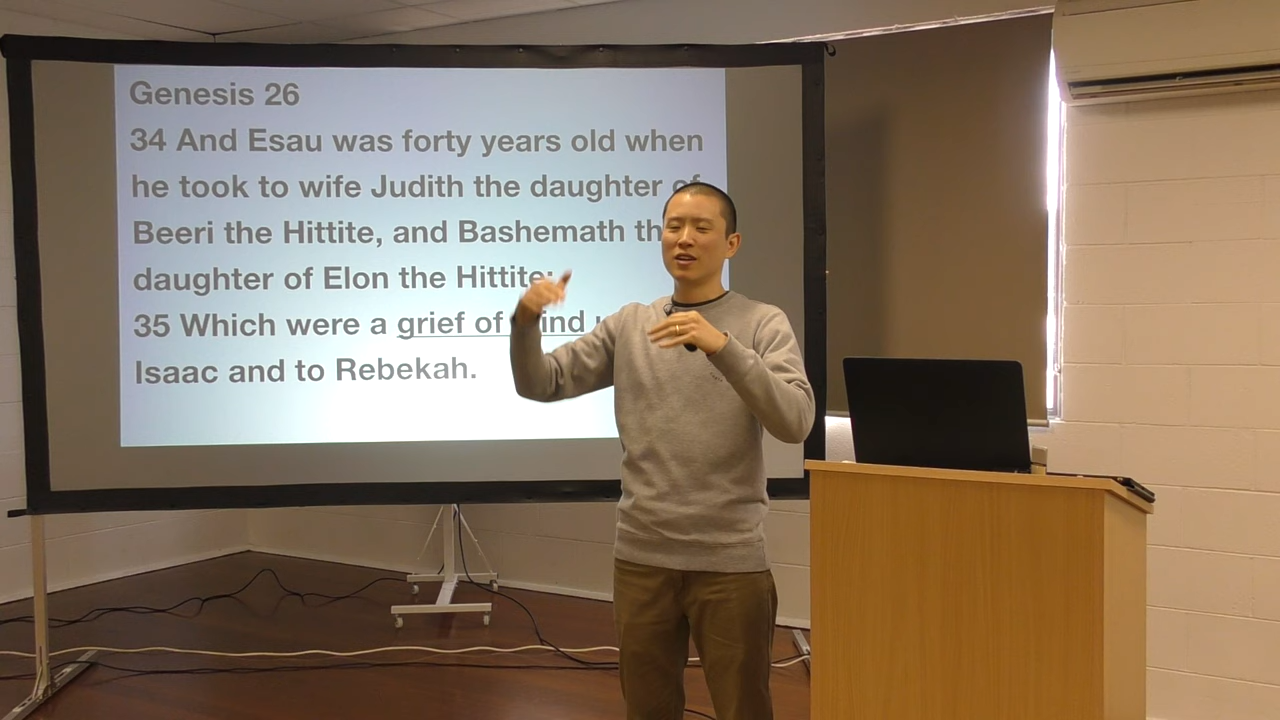 Genesis 26
34 And Esau was forty years old when
he took to wife Judith the daughter of
Beeri the Hittite, and Bashemath
daughter of Elon the Hittite:
35 Which were a grief of
Isaac and to Rebekah.